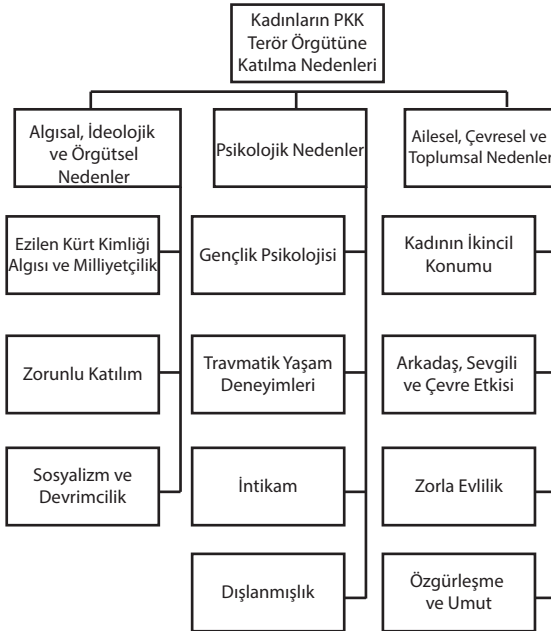 Kadınların PKK
Terör Örgütüne
Katılma Nedenleri
Algısal, İdeolojik
ve Örgütsel
Nedenler
Psikolojik Nedenler
Ailesel, Çevresel ve
Toplumsal Nedenler
Ezilen Kürt Kimliği
Algısı ve Milliyetçilik
Gençlik Psikolojisi
Kadının İkincil
Konumu
Zorunlu Katılım
Travmatik Yaşam
Deneyimleri
Arkadaş, Sevgili
ve Çevre Etkisi
Sosyalizm ve
Devrimcilik
İntikam
Zorla Evlilik
Dışlanmışlık
Özgürleşme
ve Umut